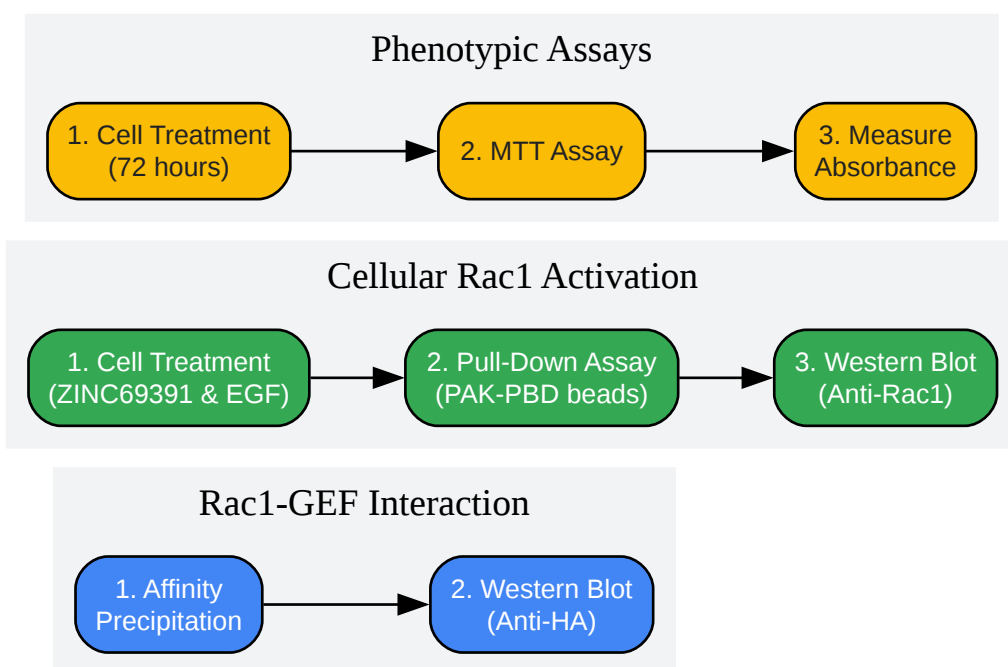 Phenotypic Assays
1. Cell Treatment
(72 hours)
2. MTT Assay
3. Measure
Absorbance
Cellular Rac1 Activation
1. Cell Treatment
(ZINC69391 & EGF)
2. Pull-Down Assay
(PAK-PBD beads)
3. Western Blot
(Anti-Rac1)
Rac1-GEF Interaction
1. Affinity
Precipitation
2. Western Blot
(Anti-HA)